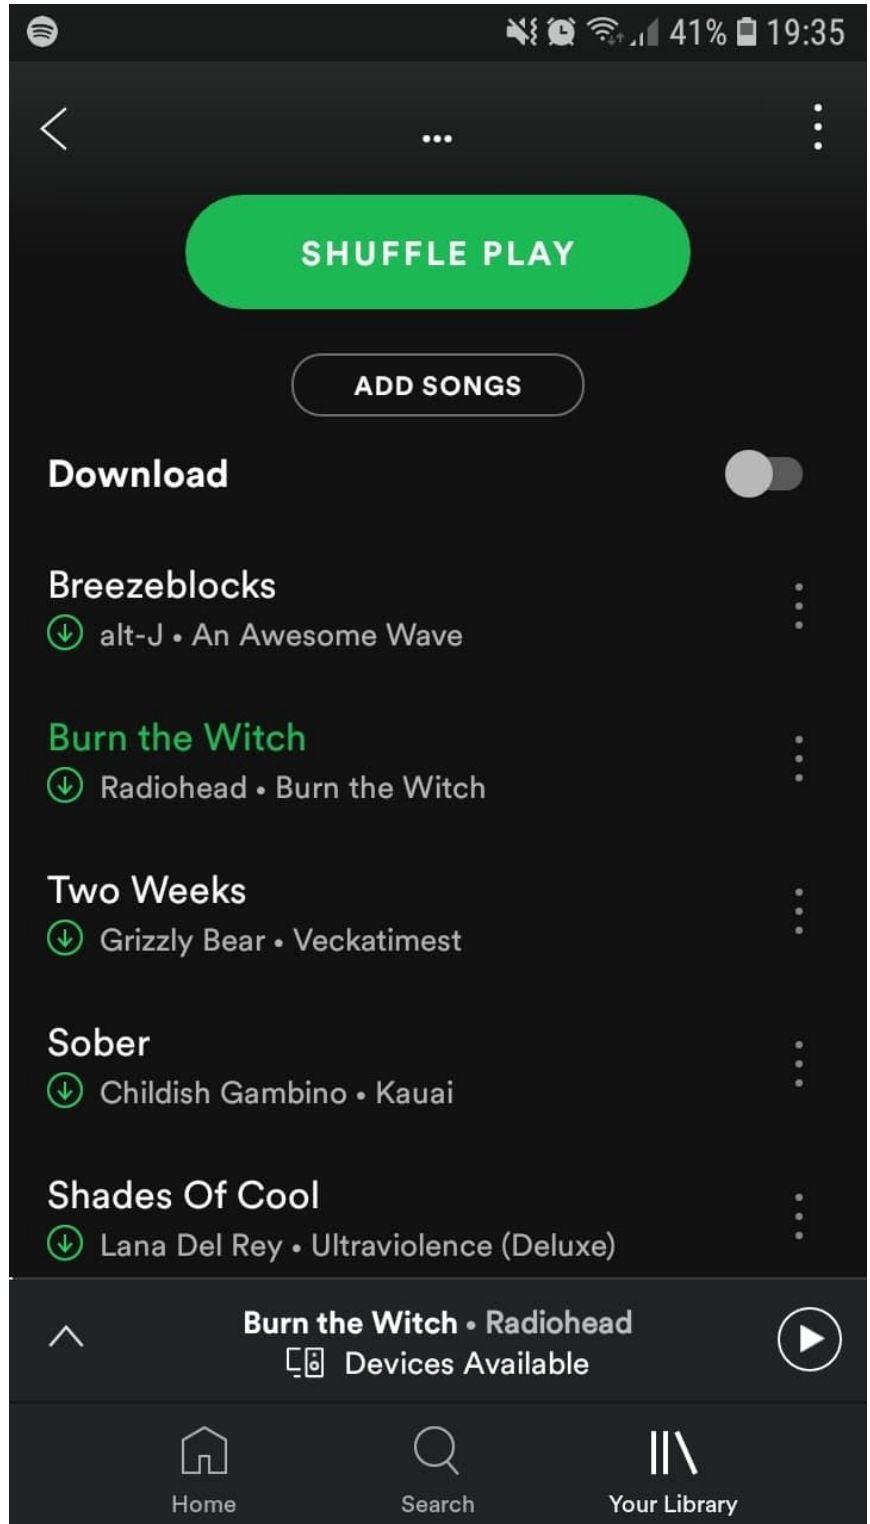 41% 19:35
...
SHUFFLE PLAY
ADD SONGS
Download
Breezeblocks
alt-J • An Awesome Wave
Burn the Witch
Radiohead • Burn the Witch
Two Weeks
Grizzly Bear • Veckatimest
Sober
Childish Gambino • Kauai
Shades Of Cool
Lana Del Rey • Ultraviolence (Deluxe)
Burn the Witch • Radiohead
Devices Available
Home Search Your Library